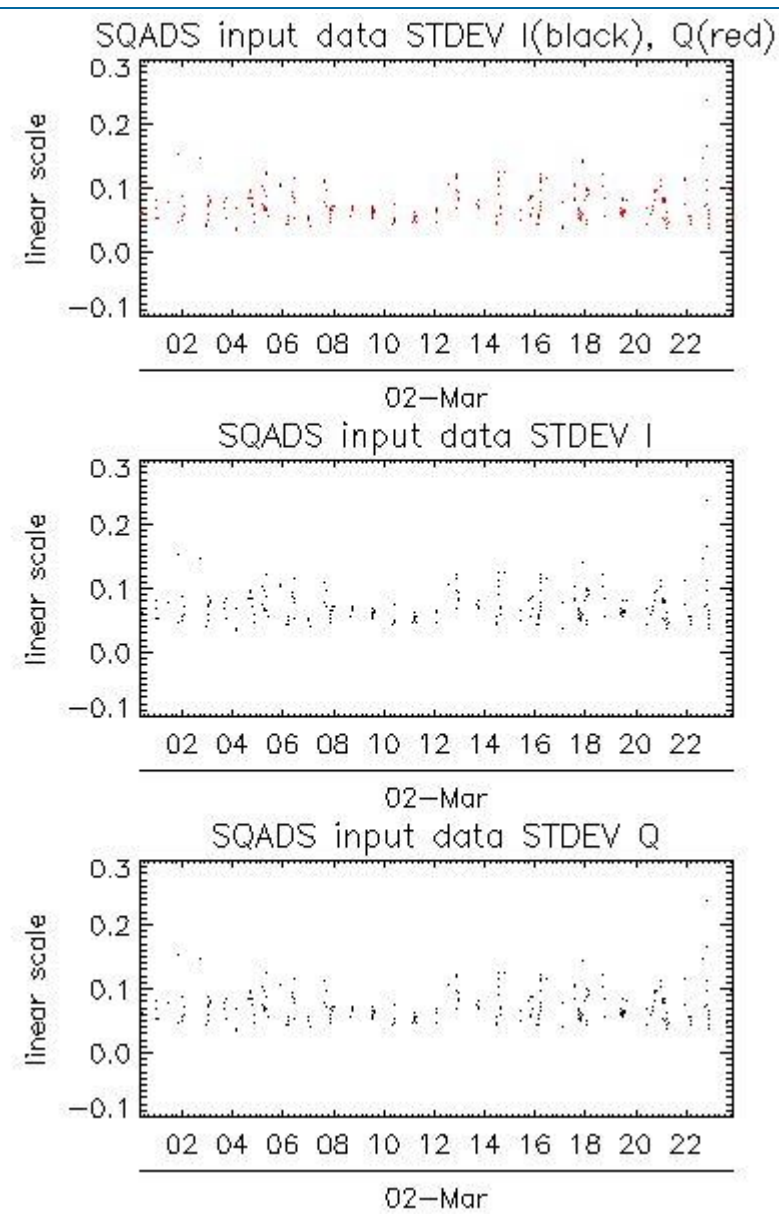 SQADS input data STDEV I(black), Q(red)
0.3
0.2
0.1
0.0
−0.1
linear scale
02 04 06 08 10 12 14 16 18 20 22
02−Mar
SQADS input data STDEV I
0.3
0.2
0.1
0.0
−0.1
linear scale
02 04 06 08 10 12 14 16 18 20 22
02−Mar
SQADS input data STDEV Q
0.3
0.2
0.1
0.0
−0.1
linear scale
02 04 06 08 10 12 14 16 18 20 22
02−Mar